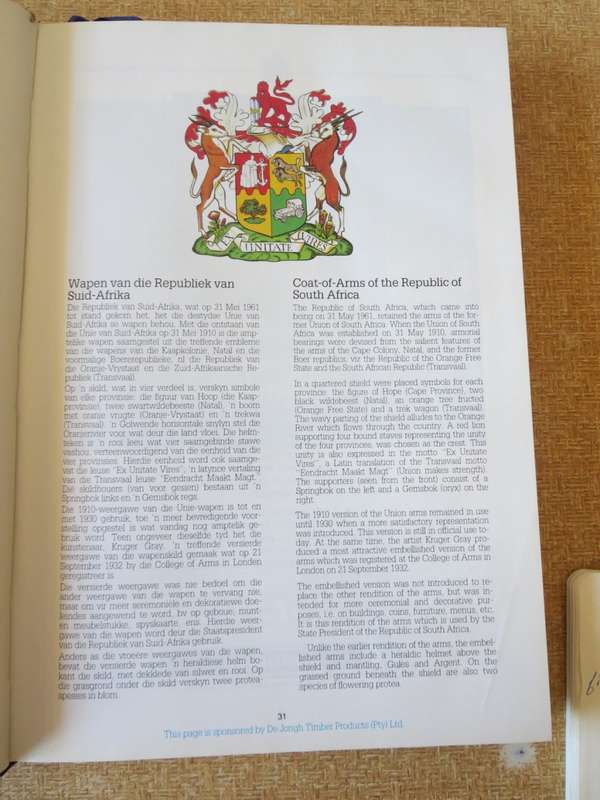 EX UNITATE VIRES
Wapen van die Republiek van
Suid-Afrika
Die Republiek van Suid-Afrika, wat op 31 Mei 1961
tot stand gekom het, het die destydse Unie van
Suid-Afrika se wapen behou. Met die ontstaan van
die Unie van Suid-Afrika op 31 Mei 1910 is die amp-
telike wapen saamgestel uit die treffende embleme
van die wapens van die Kaapkolonie, Natal en die
voormalige Boererepublieke, nl die Republiek van
die Oranje-Vrystaat en die Zuid-Afrikaansche Re-
publiek (Transvaal).
Op 'n skild, wat in vier verdeel is, verskyn simbole
van elke provinsie: die figuur van Hoop (die Kaap-
provinsie), twee swartwildebeeste (Natal), 'n boom
met oranje vrugte (Oranje-Vrystaat) en 'n trekwa
(Transvaal). 'n Golwende horisontale snylyn stel die
Oranjerivier voor wat deur die land vloei. Die helm-
teken is 'n rooi leeu wat vier saamgebinde stawe
vashou, verteenwoordigend van die eenheid van die
vier provinsies. Hierdie eenheid word ook saamge-
vat die leuse "Ex Unitate Vires", 'n latynce vertaling
van die Transvaal leuse "Eendracht Maakt Magt."
Die skildhouers (van voor gesien) bestaan uit 'n
Springbok links en 'n Gemsbok regs.
Die 1910-weergawe van die Unie-wapen is tot en
met 1930 gebruik, toe 'n meer bevredigende voor-
stelling opgestel is wat vandag nog amptelik ge-
bruik word. Teen ongeveer dieselfde tyd het die
kunstenaar, Kruger Gray, 'n treffende versierde
weergawe van die wapenskild gemaak wat op 21
September 1932 by die College of Arms in Londen
geregistreer is.
Die versierde weergawe was nie bedoel om die
ander weergawe van die wapen te vervang nie,
maar om vir meer seremoniele en dekoratiewe doe-
leindes aangewend te word, bv op geboue, munt-
en meubelstukke, spyskaarte, ens. Hierdie weer-
gawe van die wapen word deur die Staatspresident
van die Republiek van Suid-Afrika gebruik.
Anders as die vroeëre weergawes van die wapen,
bevat die versierde wapen 'n heraldiese helm bo-
kant die skild, met dekklede van silwer en rooi. Op
die grasgrond onder die skild verskyn twee protea-
spesies in blom.
Coat-of-Arms of the Republic of
South Africa
The Republic of South Africa, which came into
being on 31 May 1961, retained the arms of the for-
mer Union of South Africa. When the Union of South
Africa was established on 31 May 1910, armorial
bearings were devised from the salient features of
the arms of the Cape Colony, Natal, and the former
Boer republics, viz the Republic of the Orange Free
State and the South African Republic (Transvaal).
In a quartered shield were placed symbols for each
province: the figure of Hope (Cape Province), two
black wildebeest (Natal), an orange tree fructed
(Orange Free State) and a trek wagon (Transvaal).
The wavy parting of the shield alludes to the Orange
River which flows through the country. A red lion
supporting four bound staves representing the unity
of the four provinces, was chosen as the crest. This
unity is also expressed in the motto "Ex Unitate
Vires", a Latin translation of the Transvaal motto
"Eendracht Maakt Magt" (Union makes strength).
The supporters (seen from the front) consist of a
Springbok on the left and a Gemsbok (oryx) on the
right.
The 1910 version of the Union arms remained in use
until 1930 when a more satisfactory representation
was introduced. This version is still in official use to-
day. At the same time, the artist Kruger Gray pro-
duced a most attractive embellished version of the
arms which was registered at the College of Arms in
London on 21 September 1932.
The embellished version was not introduced to re-
place the other rendition of the arms, but was in-
tended for more ceremonial and decorative pur-
poses, i.e. on buildings, coins, furniture, menus, etc.
It is this rendition of the arms which is used by the
State President of the Republic of South Africa.
Unlike the earlier rendition of the arms, the embel-
lished arms include a heraldic helmet above the
shield and mantling, Gules and Argent. On the
grassed ground beneath the shield are also two
species of flowering protea.
31
This page is sponsored by De Jongh Timber Products (Pty) Ltd.